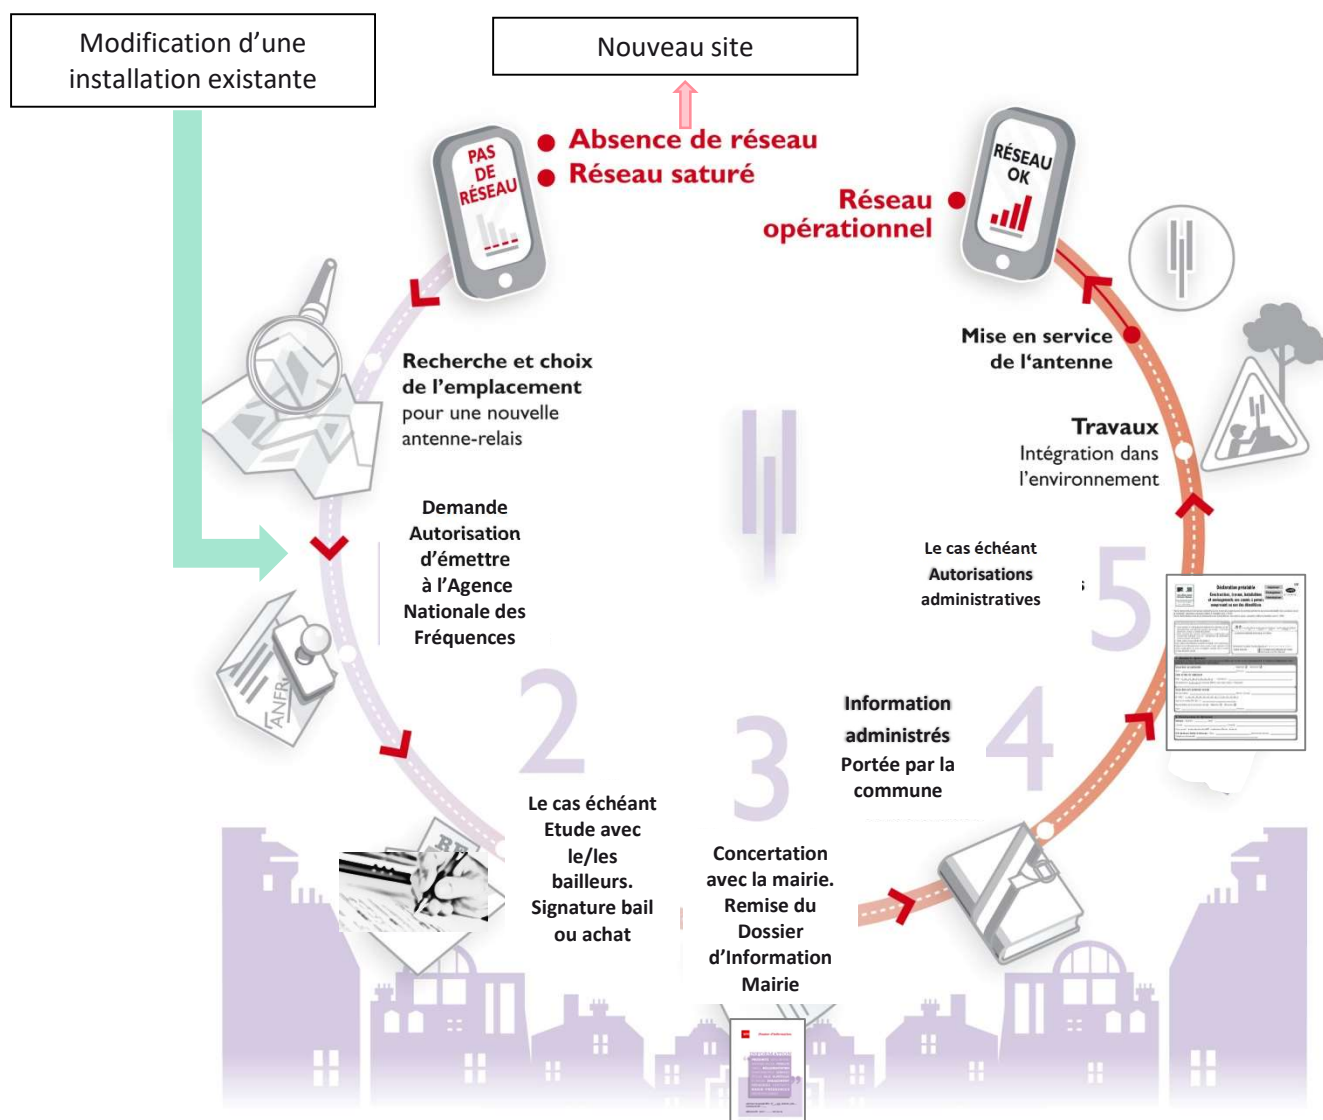 Modification d’une
installation existante
Nouveau site
PAS
DE
RÉSEAU
Absence de réseau
Réseau saturé
RÉSEAU
OK
Réseau
opérationnel
Recherche et choix
de l’emplacement
pour une nouvelle
antenne-relais
Mise en service
de l‘antenne
Travaux
Intégration dans
l’environnement
Demande
Autorisation
d’émettre
à l’Agence
Nationale des
Fréquences
ANFR
Le cas échéant
Autorisations
administratives
s
5
Déclaration préalable
2
Le cas échéant
Etude avec
le/les
bailleurs.
Signature bail
ou achat
3
Concertation
avec la mairie.
Remise du
Dossier
d’Information
Mairie
4
Information
administrés
Portée par la
commune